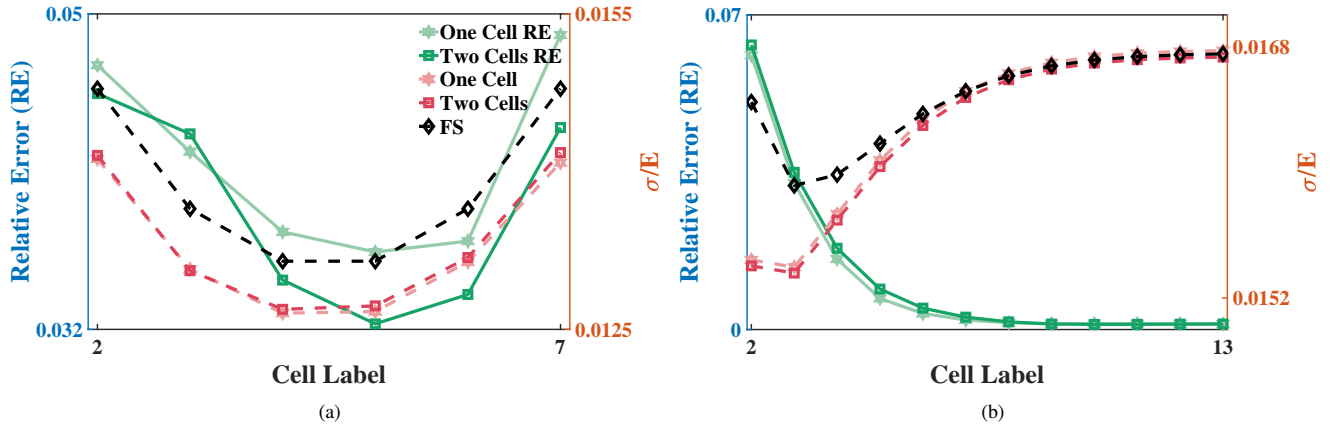 0.05
0.0155
One Cell RE
Two Cells RE
One Cell
Two Cells
FS
Relative Error (RE)
σ/E
0.032
0.0125
2
7
Cell Label
(a)
0.07
0.0168
Relative Error (RE)
σ/E
0.0152
0
2
13
Cell Label
(b)